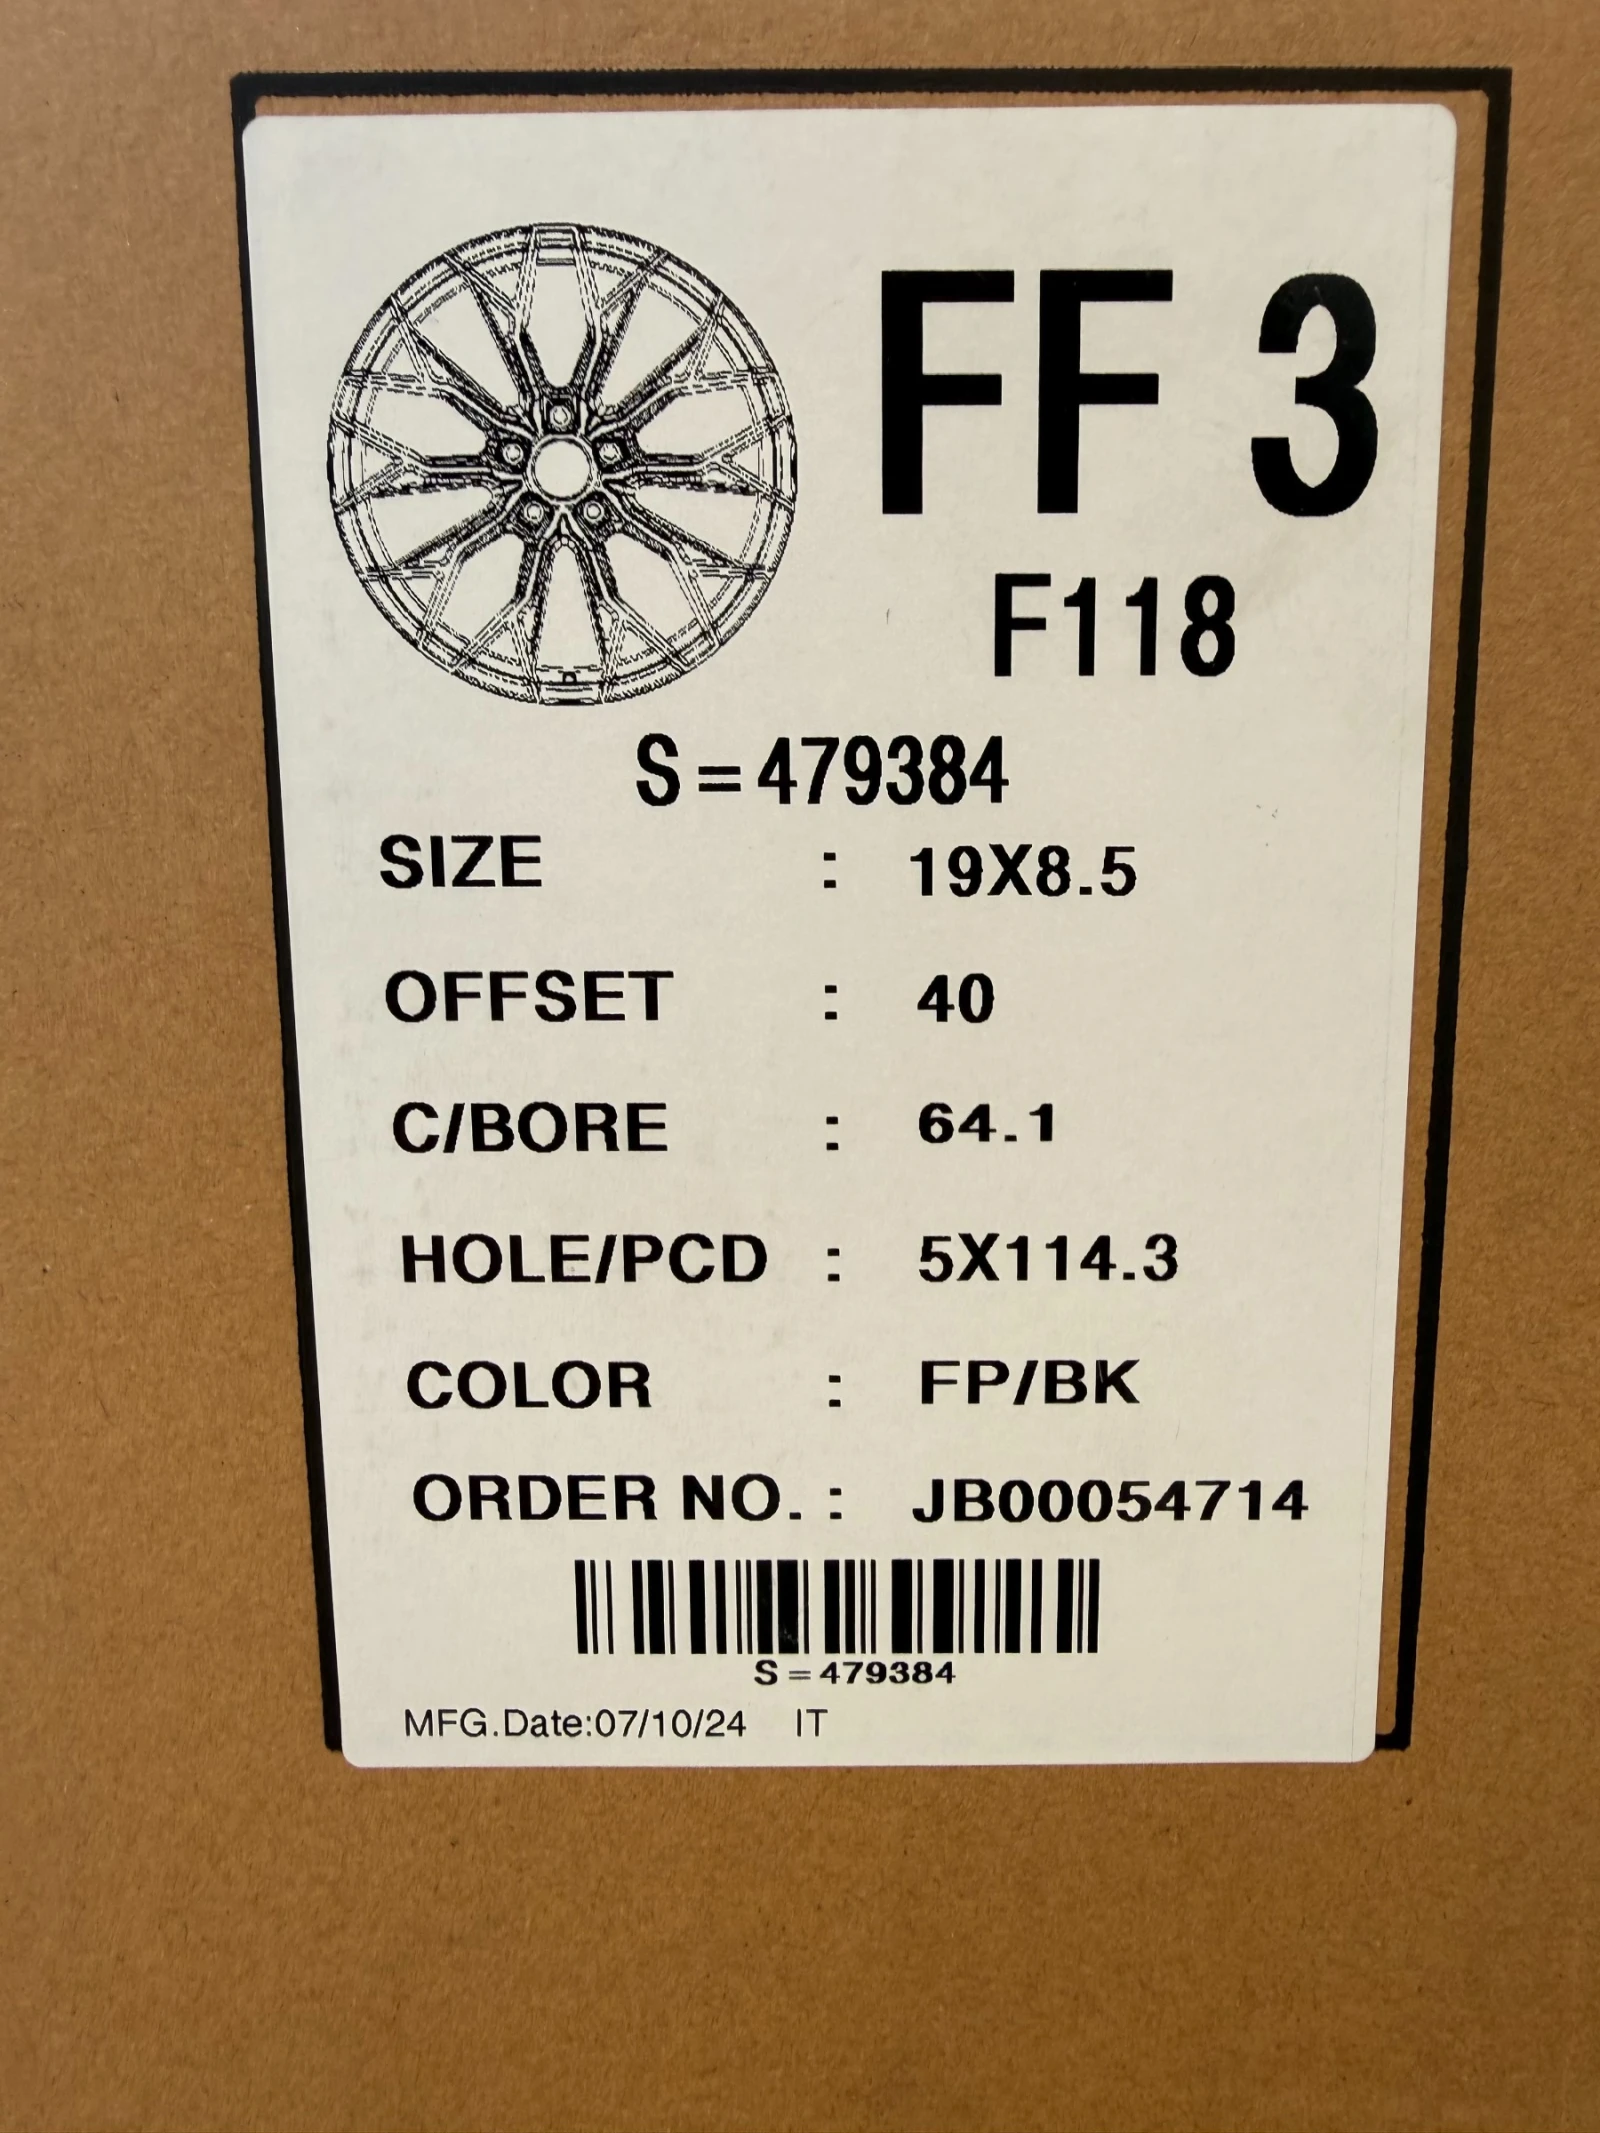 FF 3
F118
S=479384
SIZE : 19X8.5
OFFSET : 40
C/BORE : 64.1
HOLE/PCD : 5X114.3
COLOR : FP/BK
ORDER NO. : JB00054714
S=479384
MFG.Date:07/10/24 IT